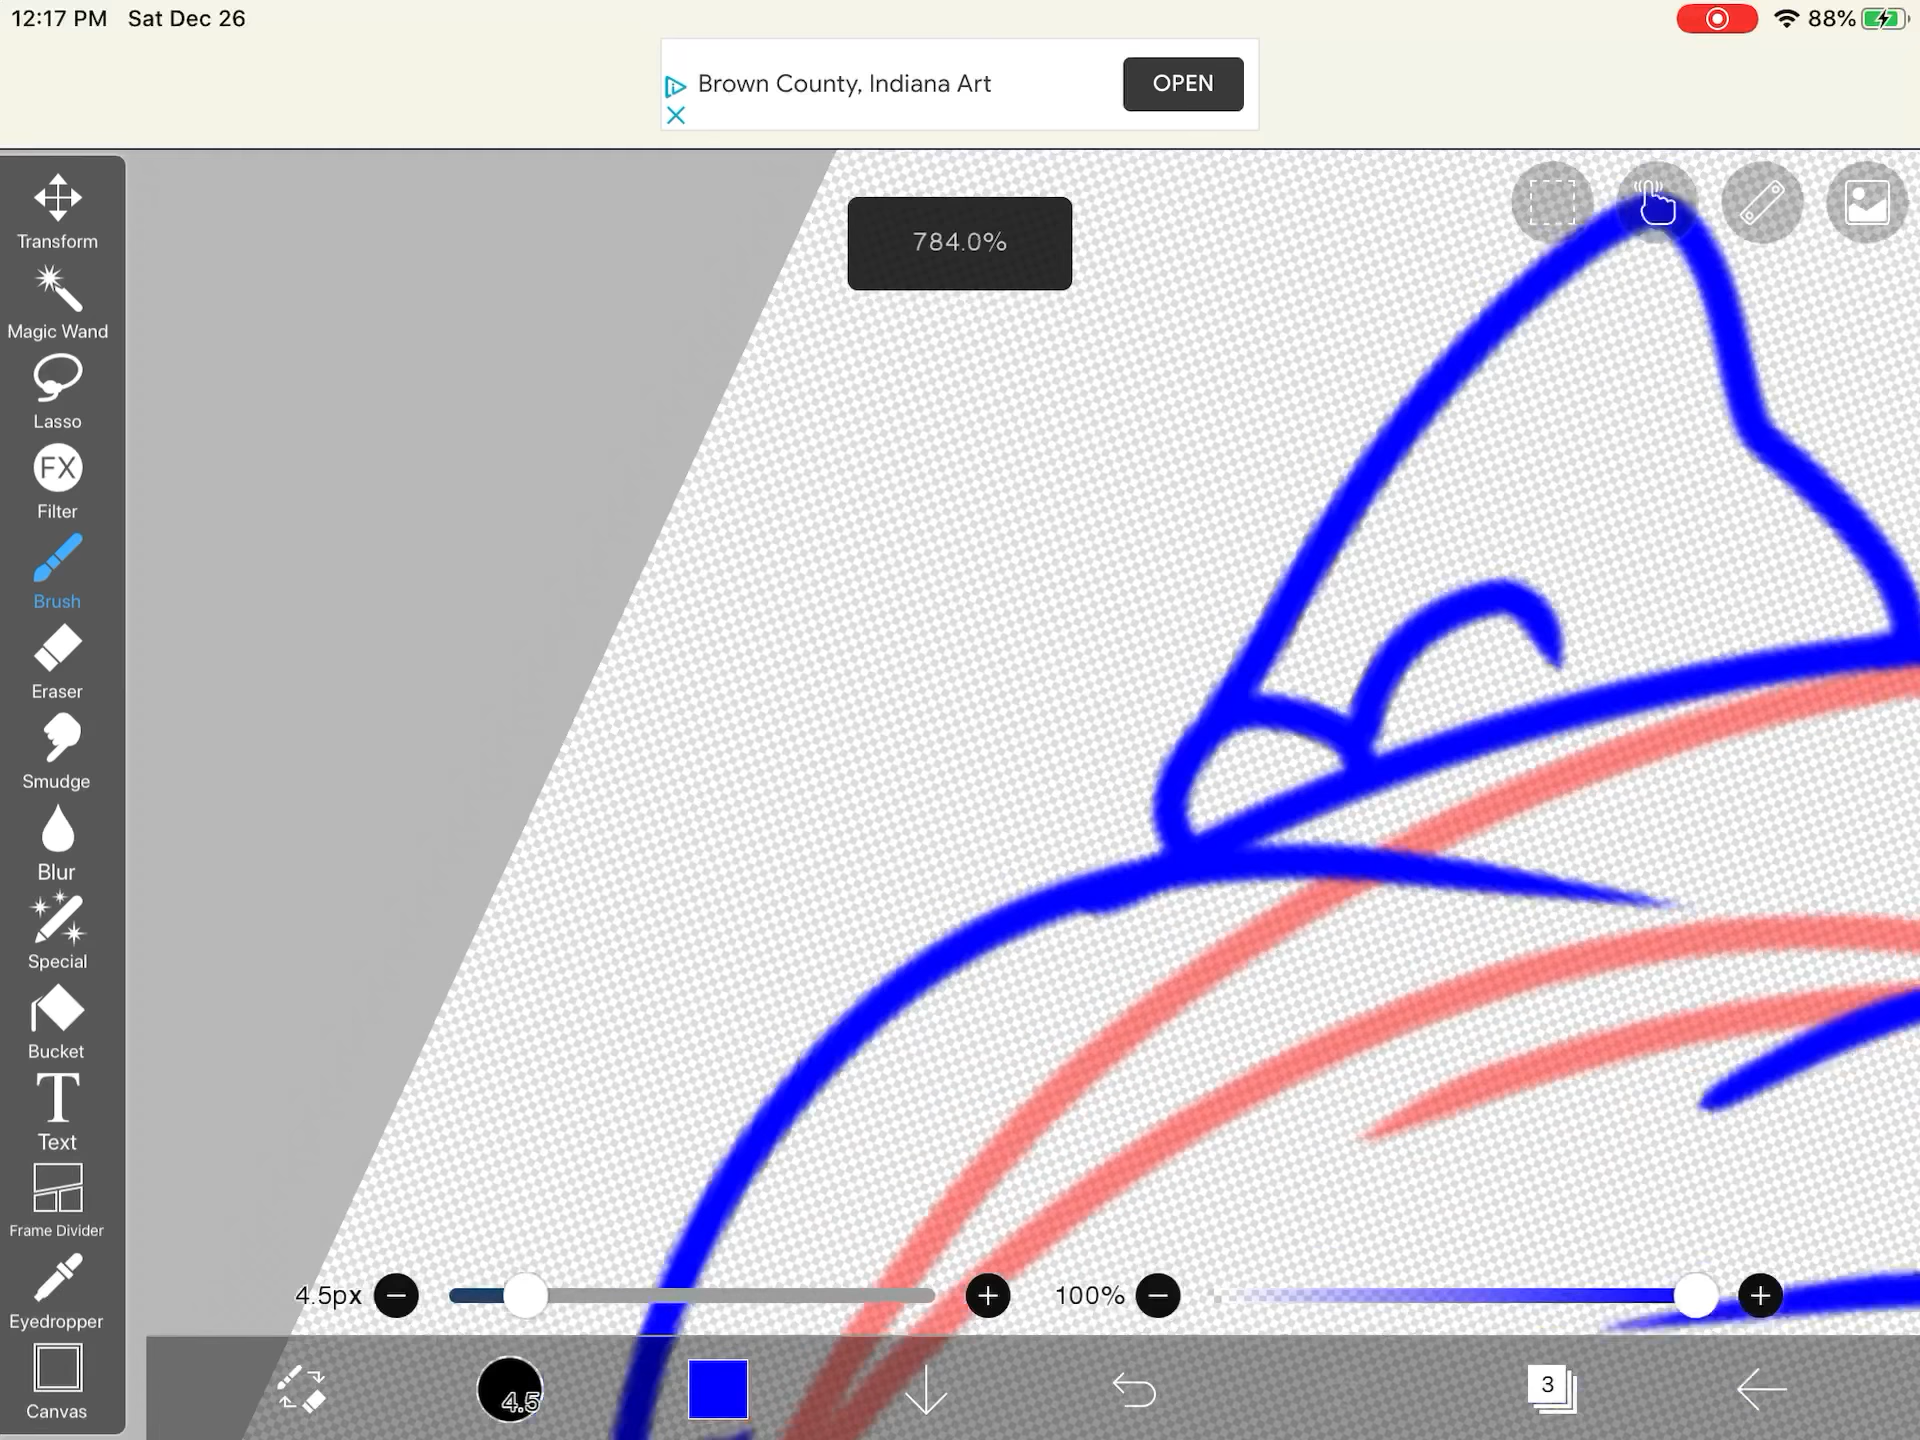 12:17 PM Sat Dec 26
88%
Brown County, Indiana Art
OPEN
784.0%
Transform
Magic Wand
Lasso
FX
Filter
Brush
Eraser
Smudge
Blur
Special
Bucket
T
Text
Frame Divider
Eyedropper
Canvas
4.5px
100%
4.5
3